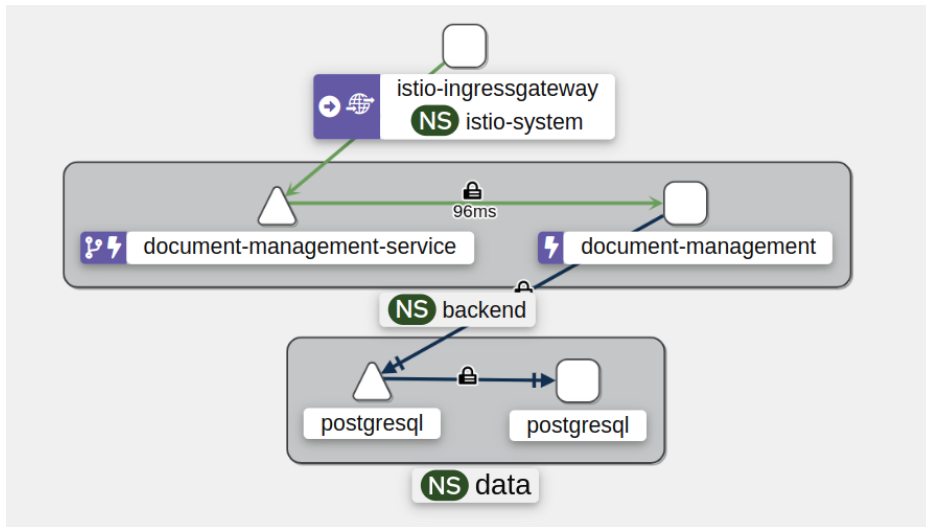 istio-ingressgateway
NS istio-system
96ms
document-management-service
document-management
NS backend
postgresql
postgresql
NS data